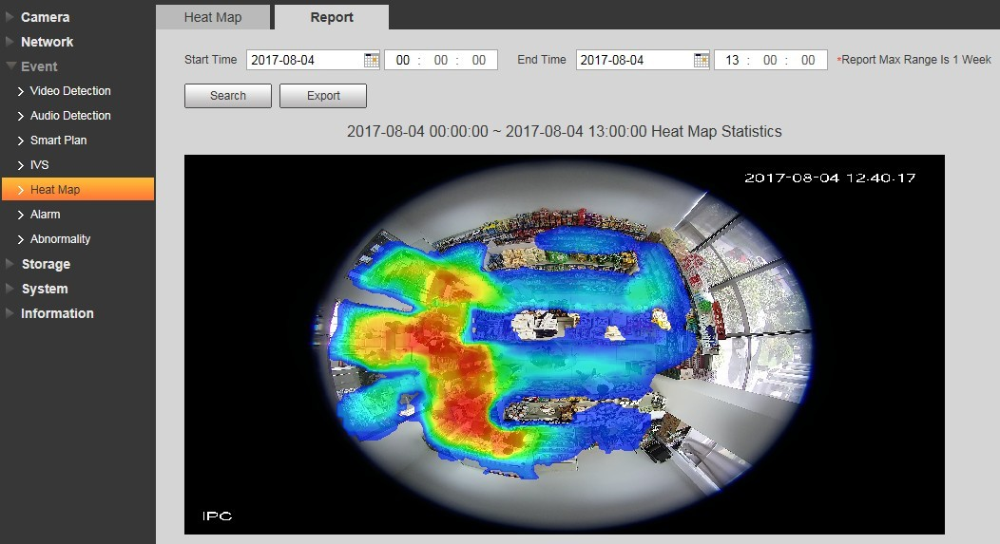 Camera
Network
Event
Video Detection
Audio Detection
Smart Plan
IVS
Heat Map
Alarm
Abnormality
Storage
System
Information
Heat Map Report
Start Time 2017-08-04 00 : 00 : 00 End Time 2017-08-04 13 : 00 : 00 *Report Max Range Is 1 Week
Search Export
2017-08-04 00:00:00 ~ 2017-08-04 13:00:00 Heat Map Statistics
2017-08-04 12:40:17
IPC